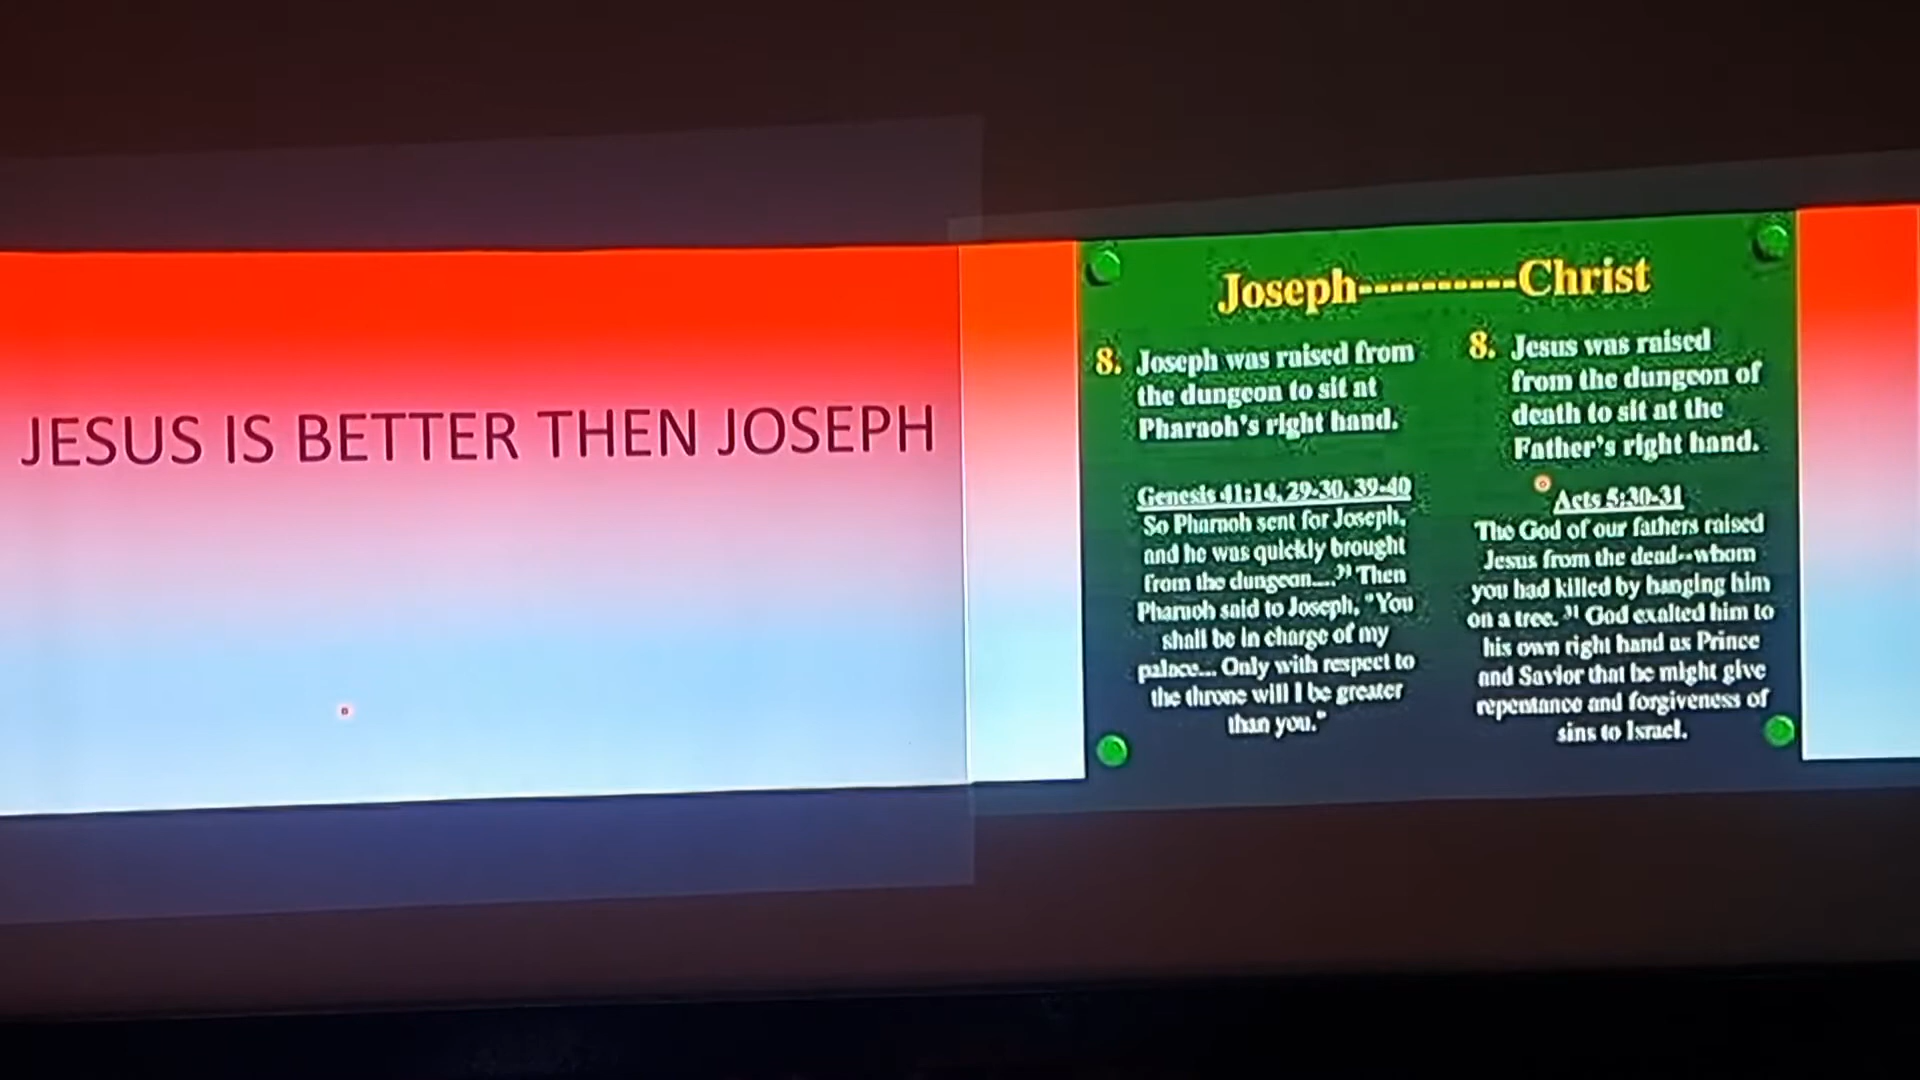 JESUS IS BETTER THEN JOSEPH
Joseph----------Christ
8. Joseph was raised from
the dungeon to sit at
Pharaoh's right hand.
Genesis 41:14, 29-30, 39-40
So Pharaoh sent for Joseph,
and he was quickly brought
from the dungeon....39 Then
Pharaoh said to Joseph, "You
shall be in charge of my
palace... Only with respect to
the throne will I be greater
than you."
8. Jesus was raised
from the dungeon of
death to sit at the
Father's right hand.
Acts 5:30-31
The God of our fathers raised
Jesus from the dead--whom
you had killed by hanging him
on a tree. 31 God exalted him to
his own right hand as Prince
and Savior that he might give
repentance and forgiveness of
sins to Israel.